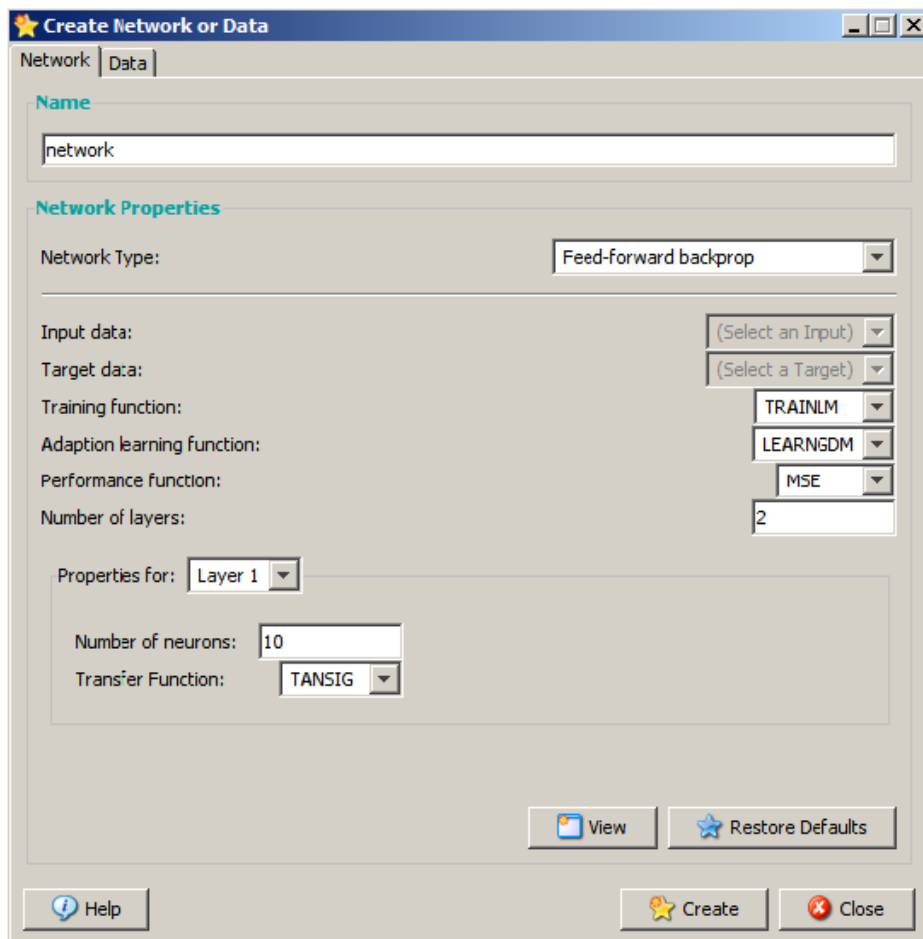 Create Network or Data
Network Data
Name
network
Network Properties
Network Type: Feed-forward backprop
Input data: (Select an Input)
Target data: (Select a Target)
Training function: TRAINLM
Adaption learning function: LEARNGDM
Performance function: MSE
Number of layers: 2
Properties for: Layer 1
Number of neurons: 10
Transfer Function: TANSIG
View Restore Defaults
Help Create Close